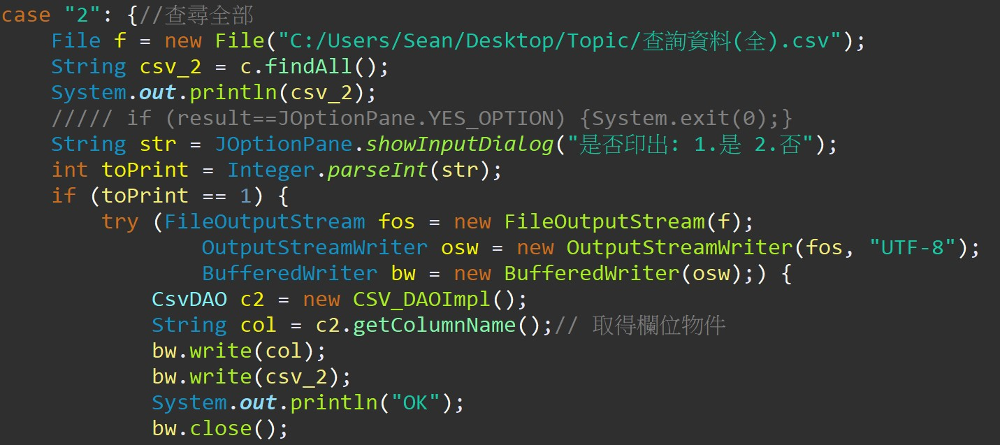 case "2": {//查尋全部
File f = new File("C:/Users/Sean/Desktop/Topic/查詢資料(全).csv");
String csv_2 = c.findAll();
System.out.println(csv_2);
///// if (result==JOptionPane.YES_OPTION) {System.exit(0);}
String str = JOptionPane.showInputDialog("是否印出: 1.是 2.否");
int toPrint = Integer.parseInt(str);
if (toPrint == 1) {
try (FileOutputStream fos = new FileOutputStream(f);
OutputStreamWriter osw = new OutputStreamWriter(fos, "UTF-8");
BufferedWriter bw = new BufferedWriter(osw);) {
CsvDAO c2 = new CSV_DAOImpl();
String col = c2.getColumnName();// 取得欄位物件
bw.write(col);
bw.write(csv_2);
System.out.println("OK");
bw.close();